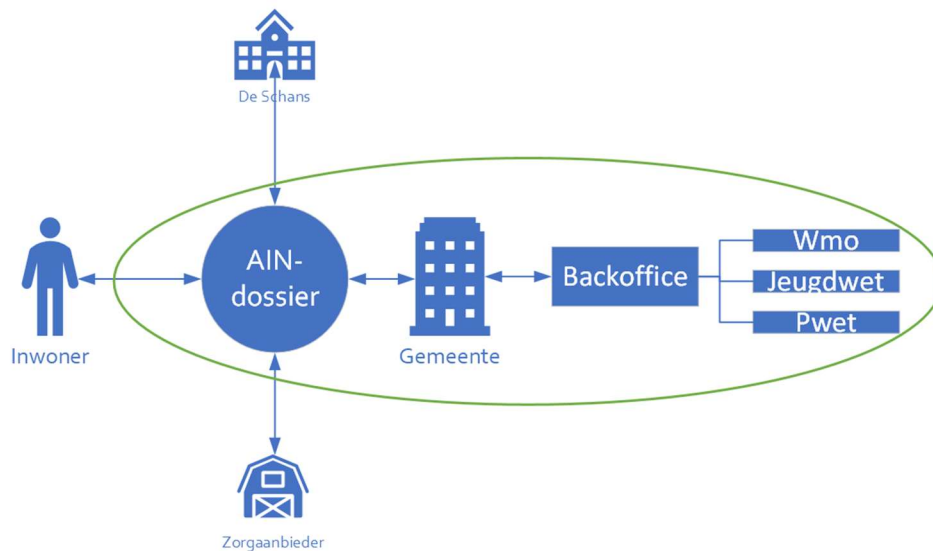 De Schans
AIN-
dossier
Inwoner
Gemeente
Backoffice
Wmo
Jeugdwet
Pwet
Zorgaanbieder